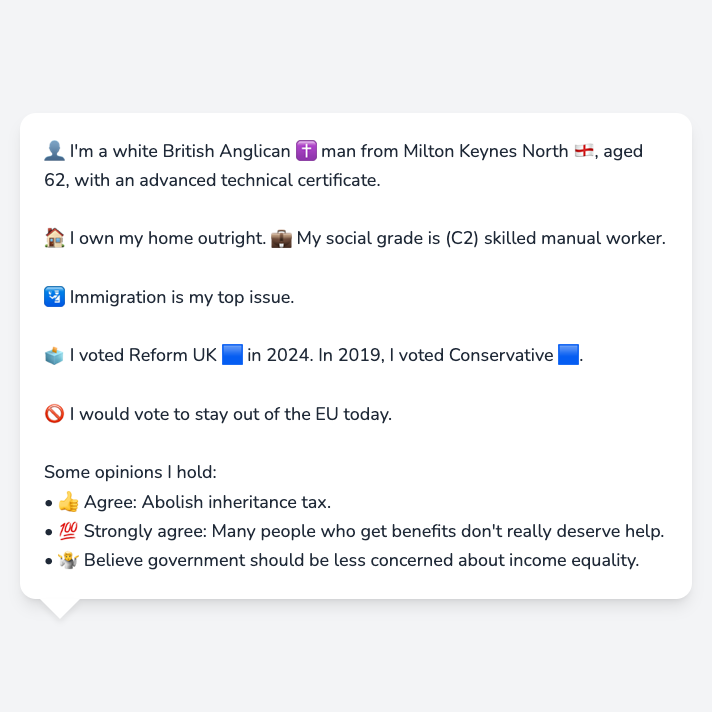 👤 I'm a white British Anglican ✝️ man from Milton Keynes North 🏴󠁧󠁢󠁥󠁮󠁧󠁿, aged
62, with an advanced technical certificate.
🏠 I own my home outright. 💼 My social grade is (C2) skilled manual worker.
🛂 Immigration is my top issue.
🗳️ I voted Reform UK 🟦 in 2024. In 2019, I voted Conservative 🟦.
🚫 I would vote to stay out of the EU today.
Some opinions I hold:
• 👍 Agree: Abolish inheritance tax.
• 💯 Strongly agree: Many people who get benefits don't really deserve help.
• 🤷 Believe government should be less concerned about income equality.